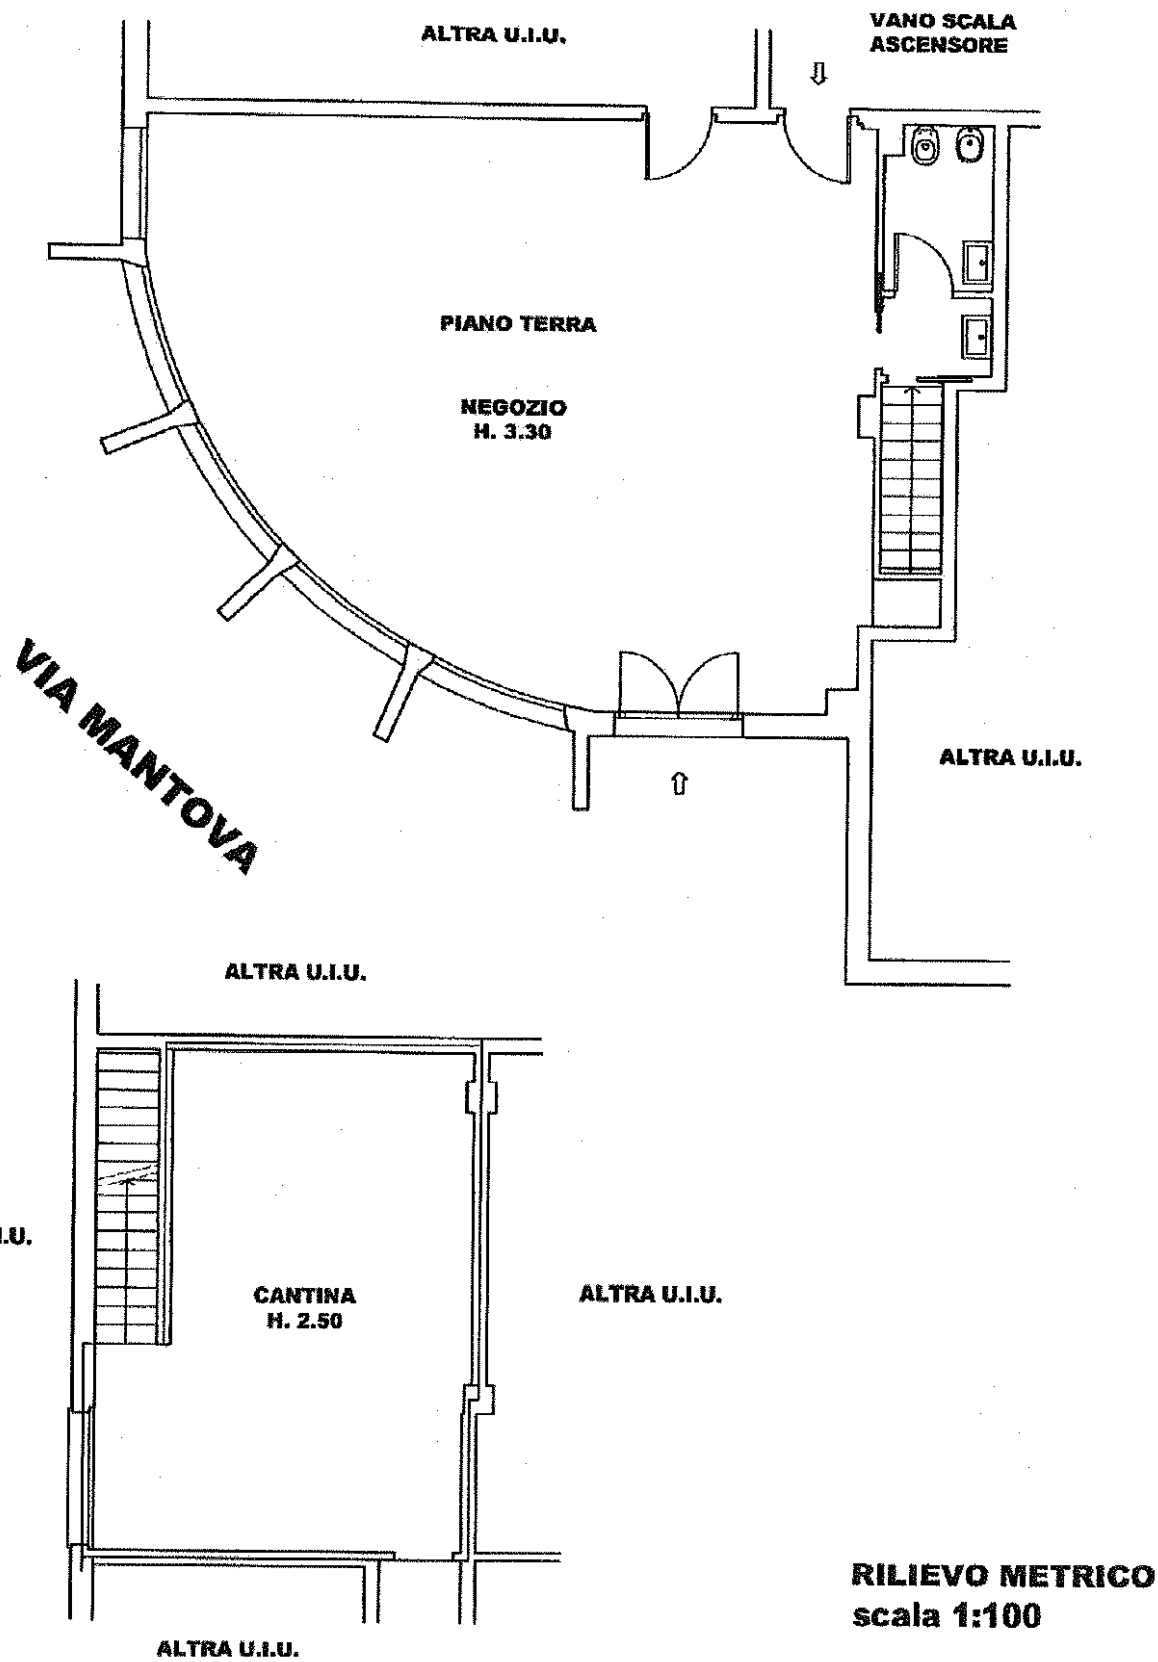 ALTRA U.I.U.
VANO SCALA
ASCENSORE
PIANO TERRA
NEGOZIO
H. 3.30
VIA MANTOVA
ALTRA U.I.U.
ALTRA U.I.U.
I.U.
CANTINA
H. 2.50
ALTRA U.I.U.
RILIEVO METRICO
scala 1:100
ALTRA U.I.U.